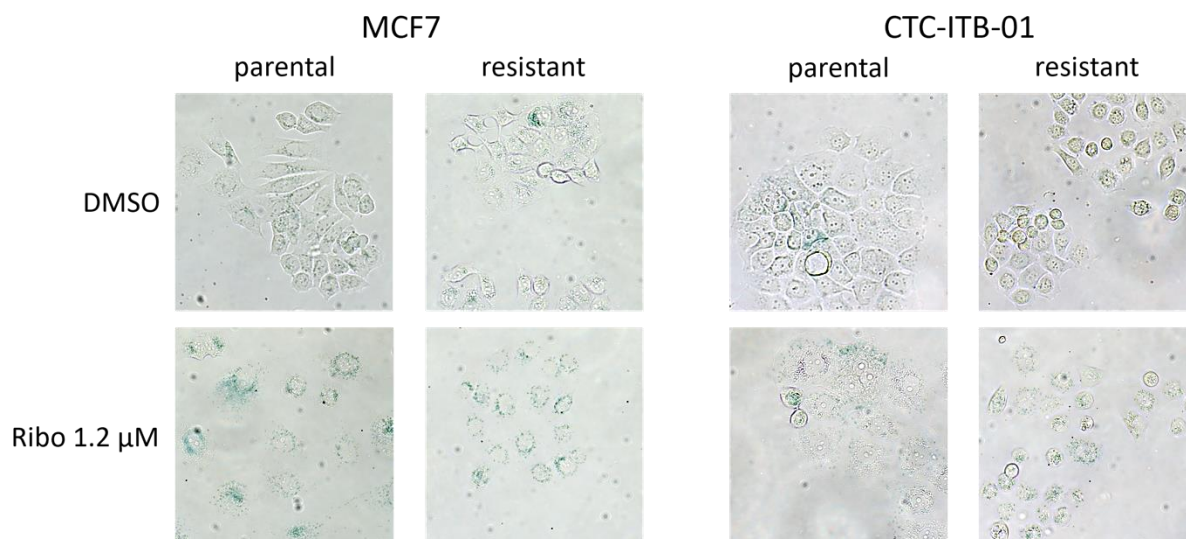 MCF7
CTC-ITB-01
parental
resistant
parental
resistant
DMSO
Ribo 1.2 µM